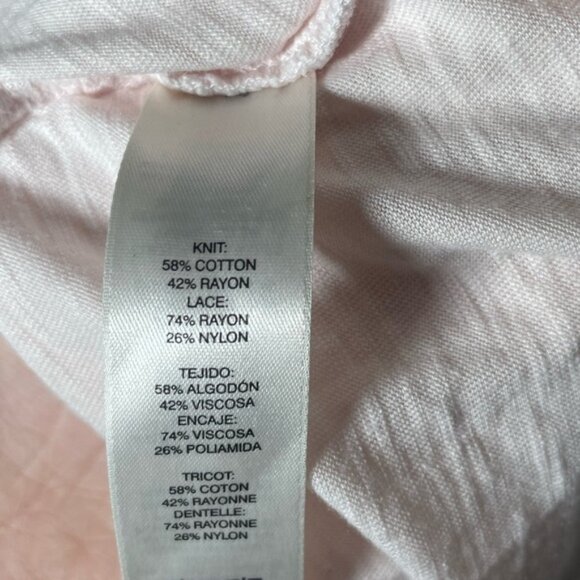 KNIT:
58% COTTON
42% RAYON
LACE:
74% RAYON
26% NYLON
TEJIDO:
58% ALGODÓN
42% VISCOSA
ENCAJE:
74% VISCOSA
26% POLIAMIDA
TRICOT:
58% COTON
42% RAYONNE
DENTELLE:
74% RAYONNE
26% NYLON